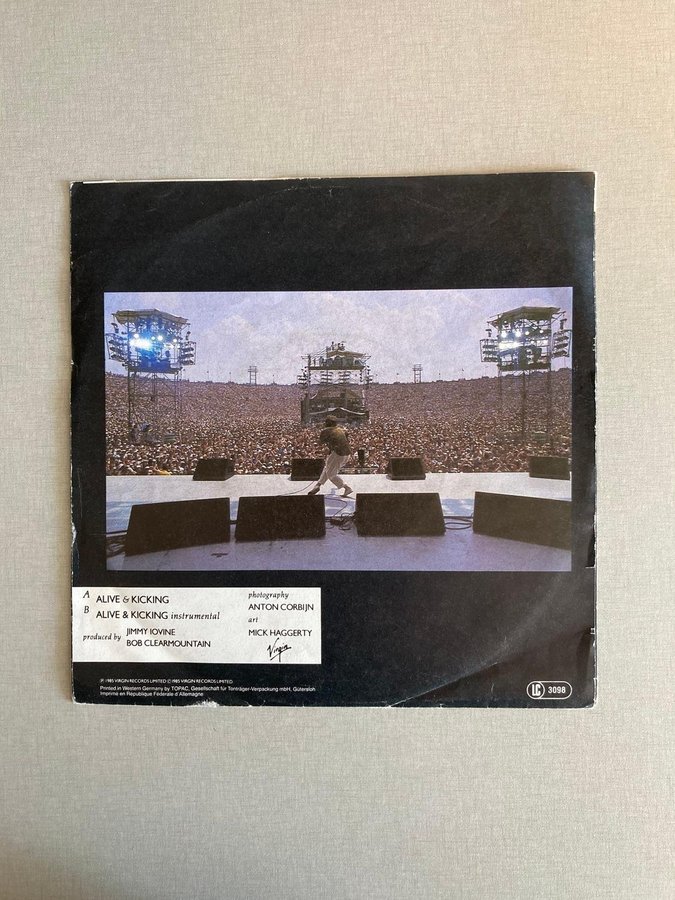 A ALIVE & KICKING
B ALIVE & KICKING instrumental
produced by JIMMY IOVINE
BOB CLEARMOUNTAIN
photography
ANTON CORBIJN
art
MICK HAGGERTY
Virgin
℗ 1985 VIRGIN RECORDS LIMITED © 1985 VIRGIN RECORDS LIMITED.
Printed in Western Germany by TOPAC, Gesellschaft für Tonträger-Verpackung mbH, Gütersloh
Imprimé en République Fédérale d'Allemagne
LC 3098